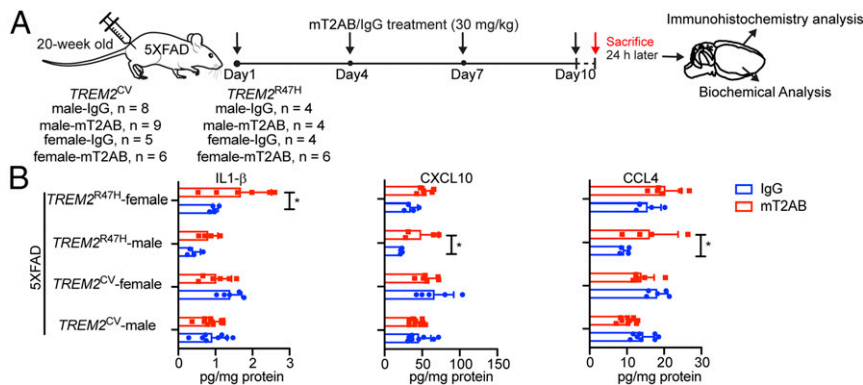 A
20-week old
5XFAD
mT2AB/IgG treatment (30 mg/kg)
Day1
Day4
Day7
Day10
Sacrifice
24 h later
Immunohistochemistry analysis
Biochemical Analysis
TREM2CV
male-IgG, n = 8
male-mT2AB, n = 9
female-IgG, n = 5
female-mT2AB, n = 6
TREM2R47H
male-IgG, n = 4
male-mT2AB, n = 4
female-IgG, n = 4
female-mT2AB, n = 6
B
5XFAD
TREM2R47H-female
TREM2R47H-male
TREM2CV-female
TREM2CV-male
IL1-β
*
0 1 2 3
pg/mg protein
CXCL10
*
0 50 100 150
pg/mg protein
CCL4
*
0 10 20 30
pg/mg protein
IgG
mT2AB